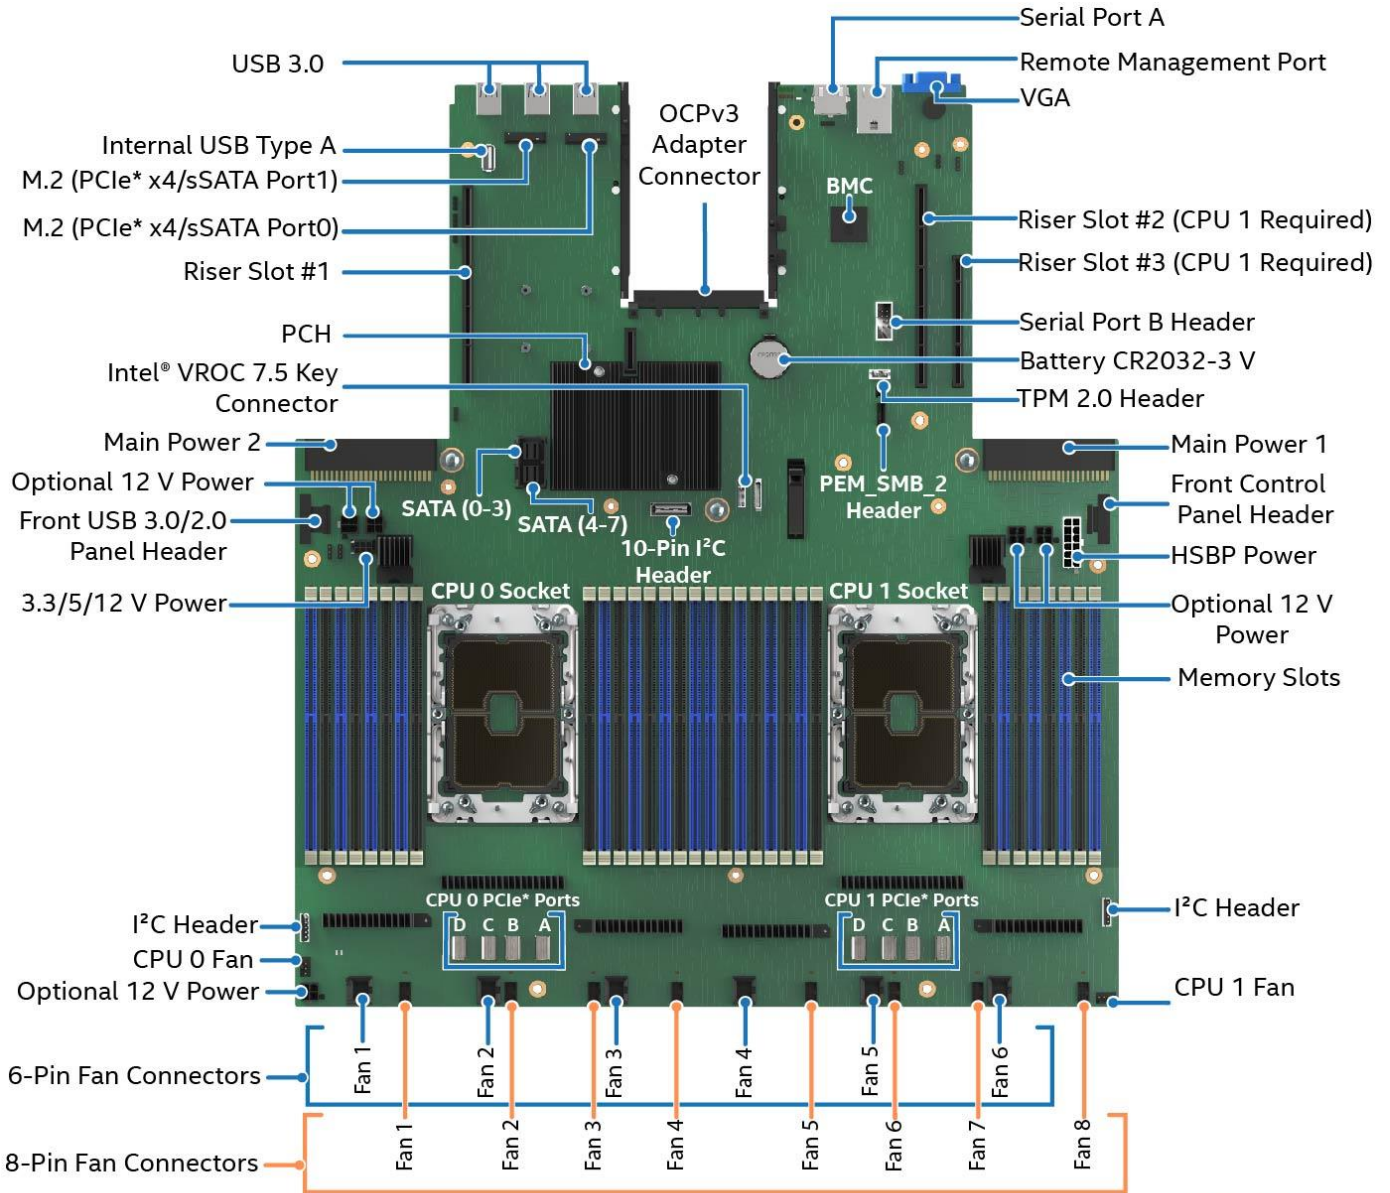 Serial Port A
USB 3.0
Remote Management Port
VGA
OCPv3
Adapter
Connector
Internal USB Type A
M.2 (PCIe* x4/sSATA Port1)
BMC
M.2 (PCIe* x4/sSATA Port0)
Riser Slot #2 (CPU 1 Required)
Riser Slot #1
Riser Slot #3 (CPU 1 Required)
PCH
Serial Port B Header
Intel® VROC 7.5 Key
Connector
Battery CR2032-3 V
TPM 2.0 Header
Main Power 2
Main Power 1
Optional 12 V Power
SATA (0-3)
SATA (4-7)
PEM_SMB_2
Header
Front Control
Panel Header
Front USB 3.0/2.0
Panel Header
10-Pin I²C
Header
HSBP Power
3.3/5/12 V Power
CPU 0 Socket
CPU 1 Socket
Optional 12 V
Power
Memory Slots
CPU 0 PCIe* Ports
D C B A
CPU 1 PCIe* Ports
D C B A
I²C Header
I²C Header
CPU 0 Fan
Optional 12 V Power
CPU 1 Fan
6-Pin Fan Connectors
Fan 1
Fan 2
Fan 3
Fan 4
Fan 5
Fan 6
8-Pin Fan Connectors
Fan 1
Fan 2
Fan 3
Fan 4
Fan 5
Fan 6
Fan 7
Fan 8